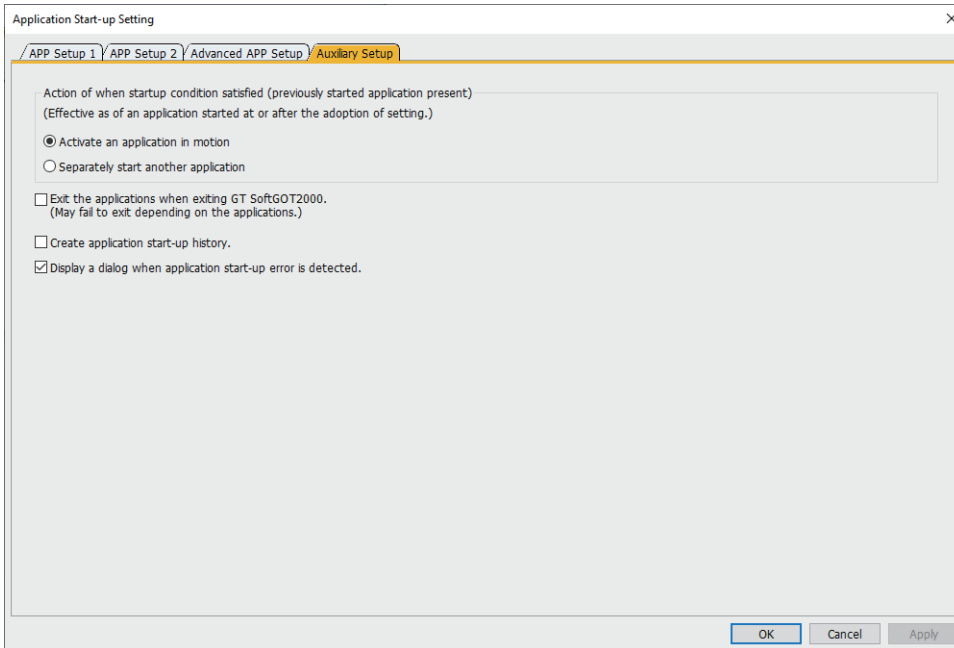 Application Start-up Setting
APP Setup 1 APP Setup 2 Advanced APP Setup Auxiliary Setup
Action of when startup condition satisfied (previously started application present)
(Effective as of an application started at or after the adoption of setting.)
Activate an application in motion
Separately start another application
Exit the applications when exiting GT SoftGOT2000.
(May fail to exit depending on the applications.)
Create application start-up history.
Display a dialog when application start-up error is detected.
OK Cancel Apply